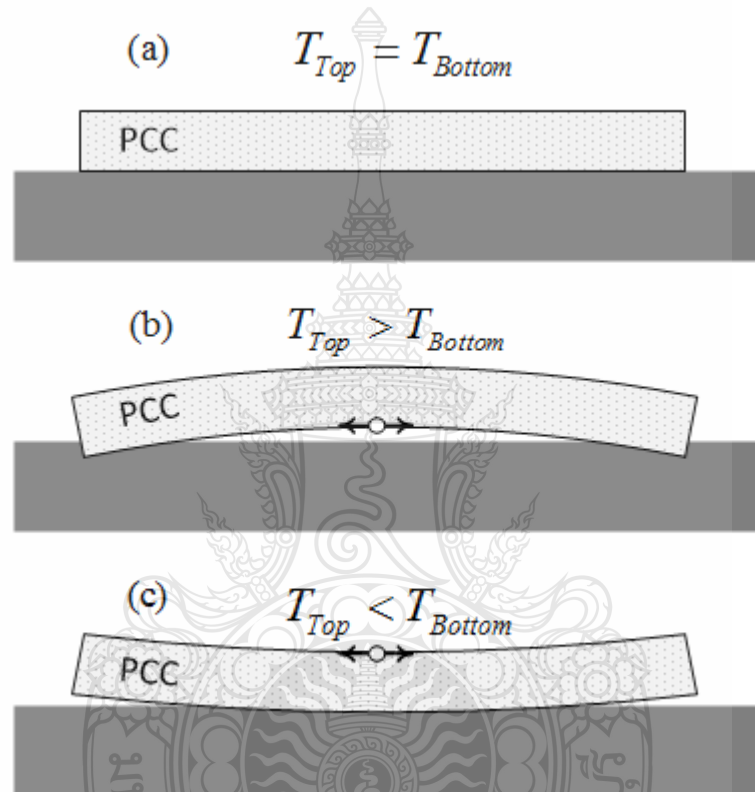 (a) T_Top = T_Bottom
PCC
(b) T_Top > T_Bottom
PCC
(c) T_Top < T_Bottom
PCC